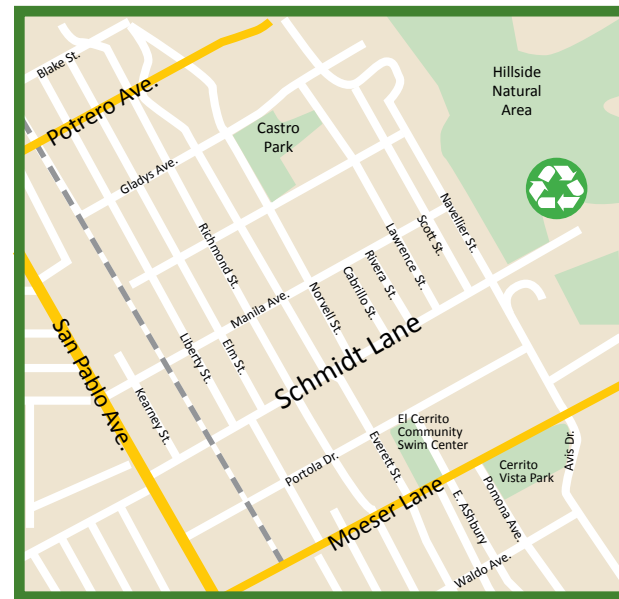 Blake St.
Potrero Ave.
Hillside
Natural
Area
Castro
Park
Gladys Ave.
Navellier St.
Scott St.
Lawrence St.
Rivera St.
Cabrillo St.
Richmond St.
Norvell St.
Manila Ave.
Elm St.
Liberty St.
San Pablo Ave.
Kearney St.
Schmidt Lane
El Cerrito
Community
Swim Center
Everett St.
Portola Dr.
Cerrito
Vista Park
Avis Dr.
Moeser Lane
E. AShbury
Pomona Ave.
Waldo Ave.